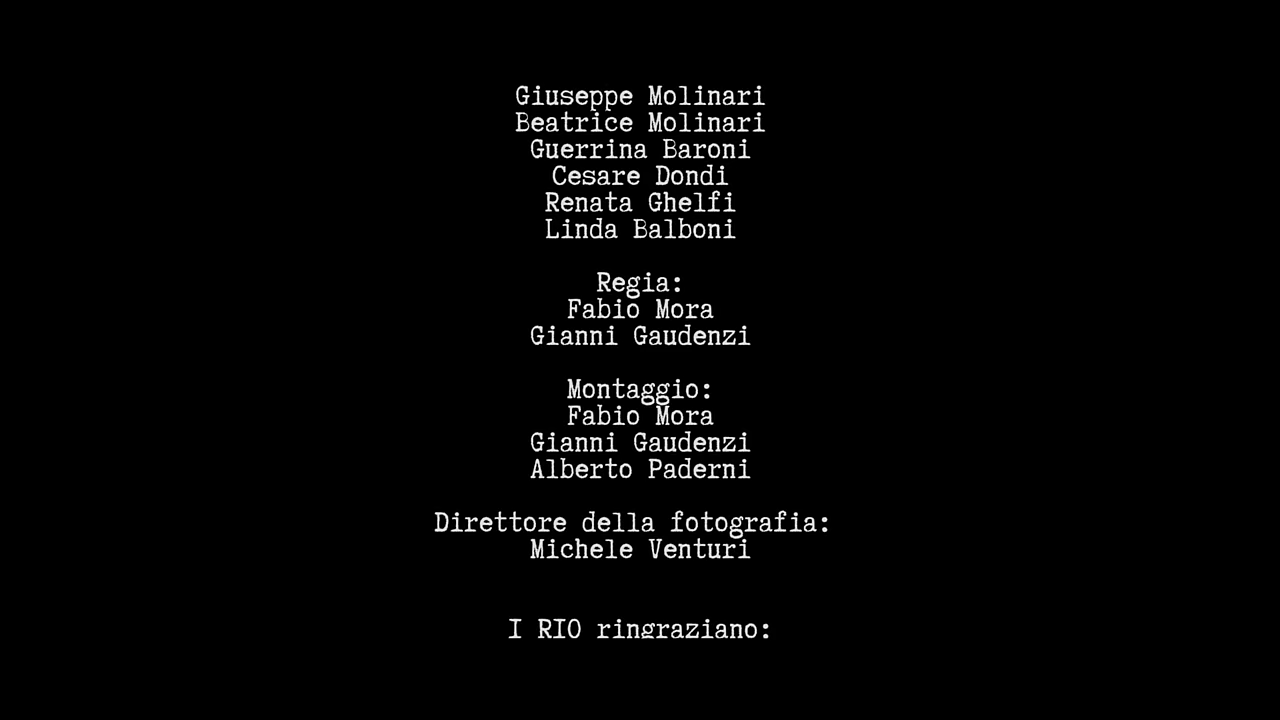 Giuseppe Molinari
Beatrice Molinari
Guerrina Baroni
Cesare Dondi
Renata Ghelfi
Linda Balboni
Regia:
Fabio Mora
Gianni Gaudenzi
Montaggio:
Fabio Mora
Gianni Gaudenzi
Alberto Paderni
Direttore della fotografia:
Michele Venturi
I RIO ringraziano: